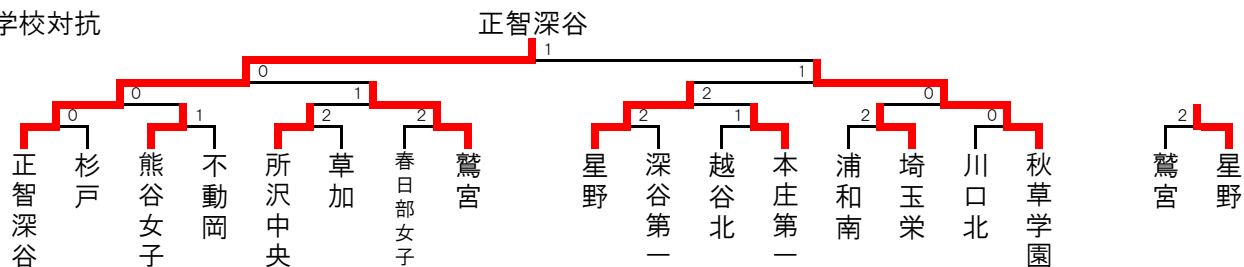 学校対抗
正智深谷
1
0
1
0
1
2
0
0
1
2
2
2
1
2
0
2
正智深谷
杉戸
熊谷女子
不動岡
所沢中央
草加
春日部女子
鷲宮
星野
深谷第一
越谷北
本庄第一
浦和南
埼玉栄
川口北
秋草学園
鷲宮
星野